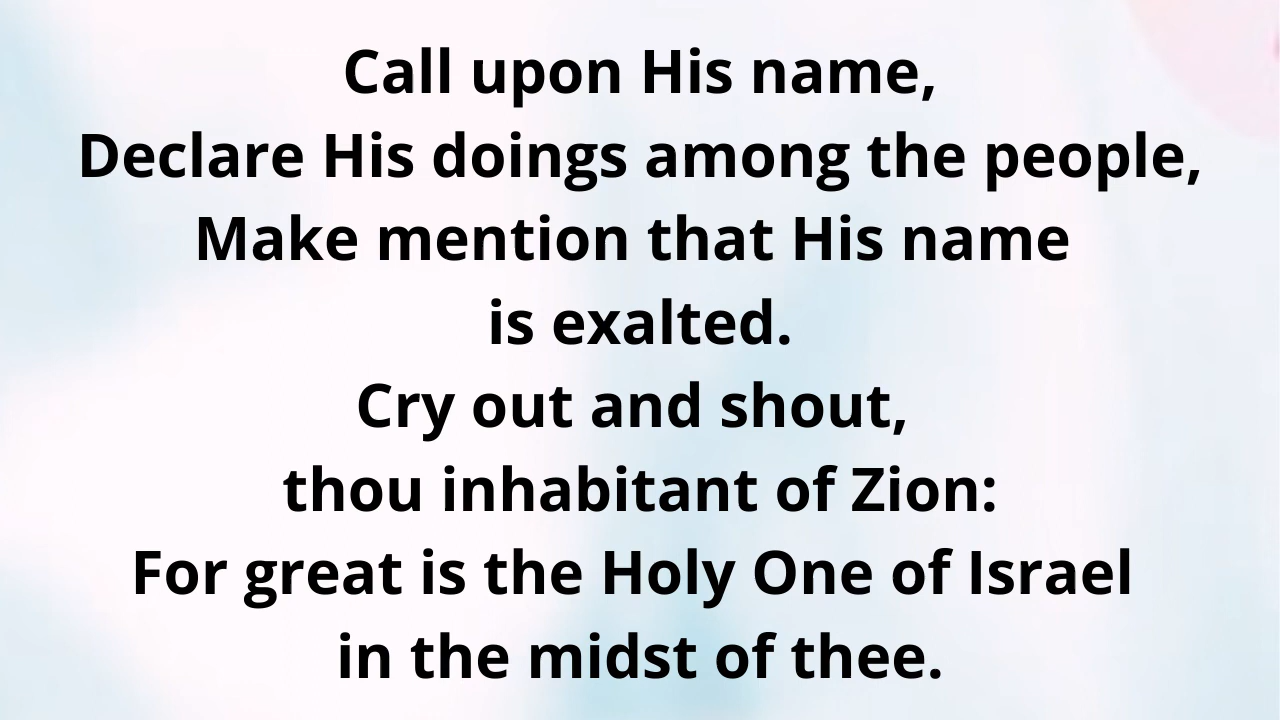 Call upon His name,
Declare His doings among the people,
Make mention that His name
is exalted.
Cry out and shout,
thou inhabitant of Zion:
For great is the Holy One of Israel
in the midst of thee.